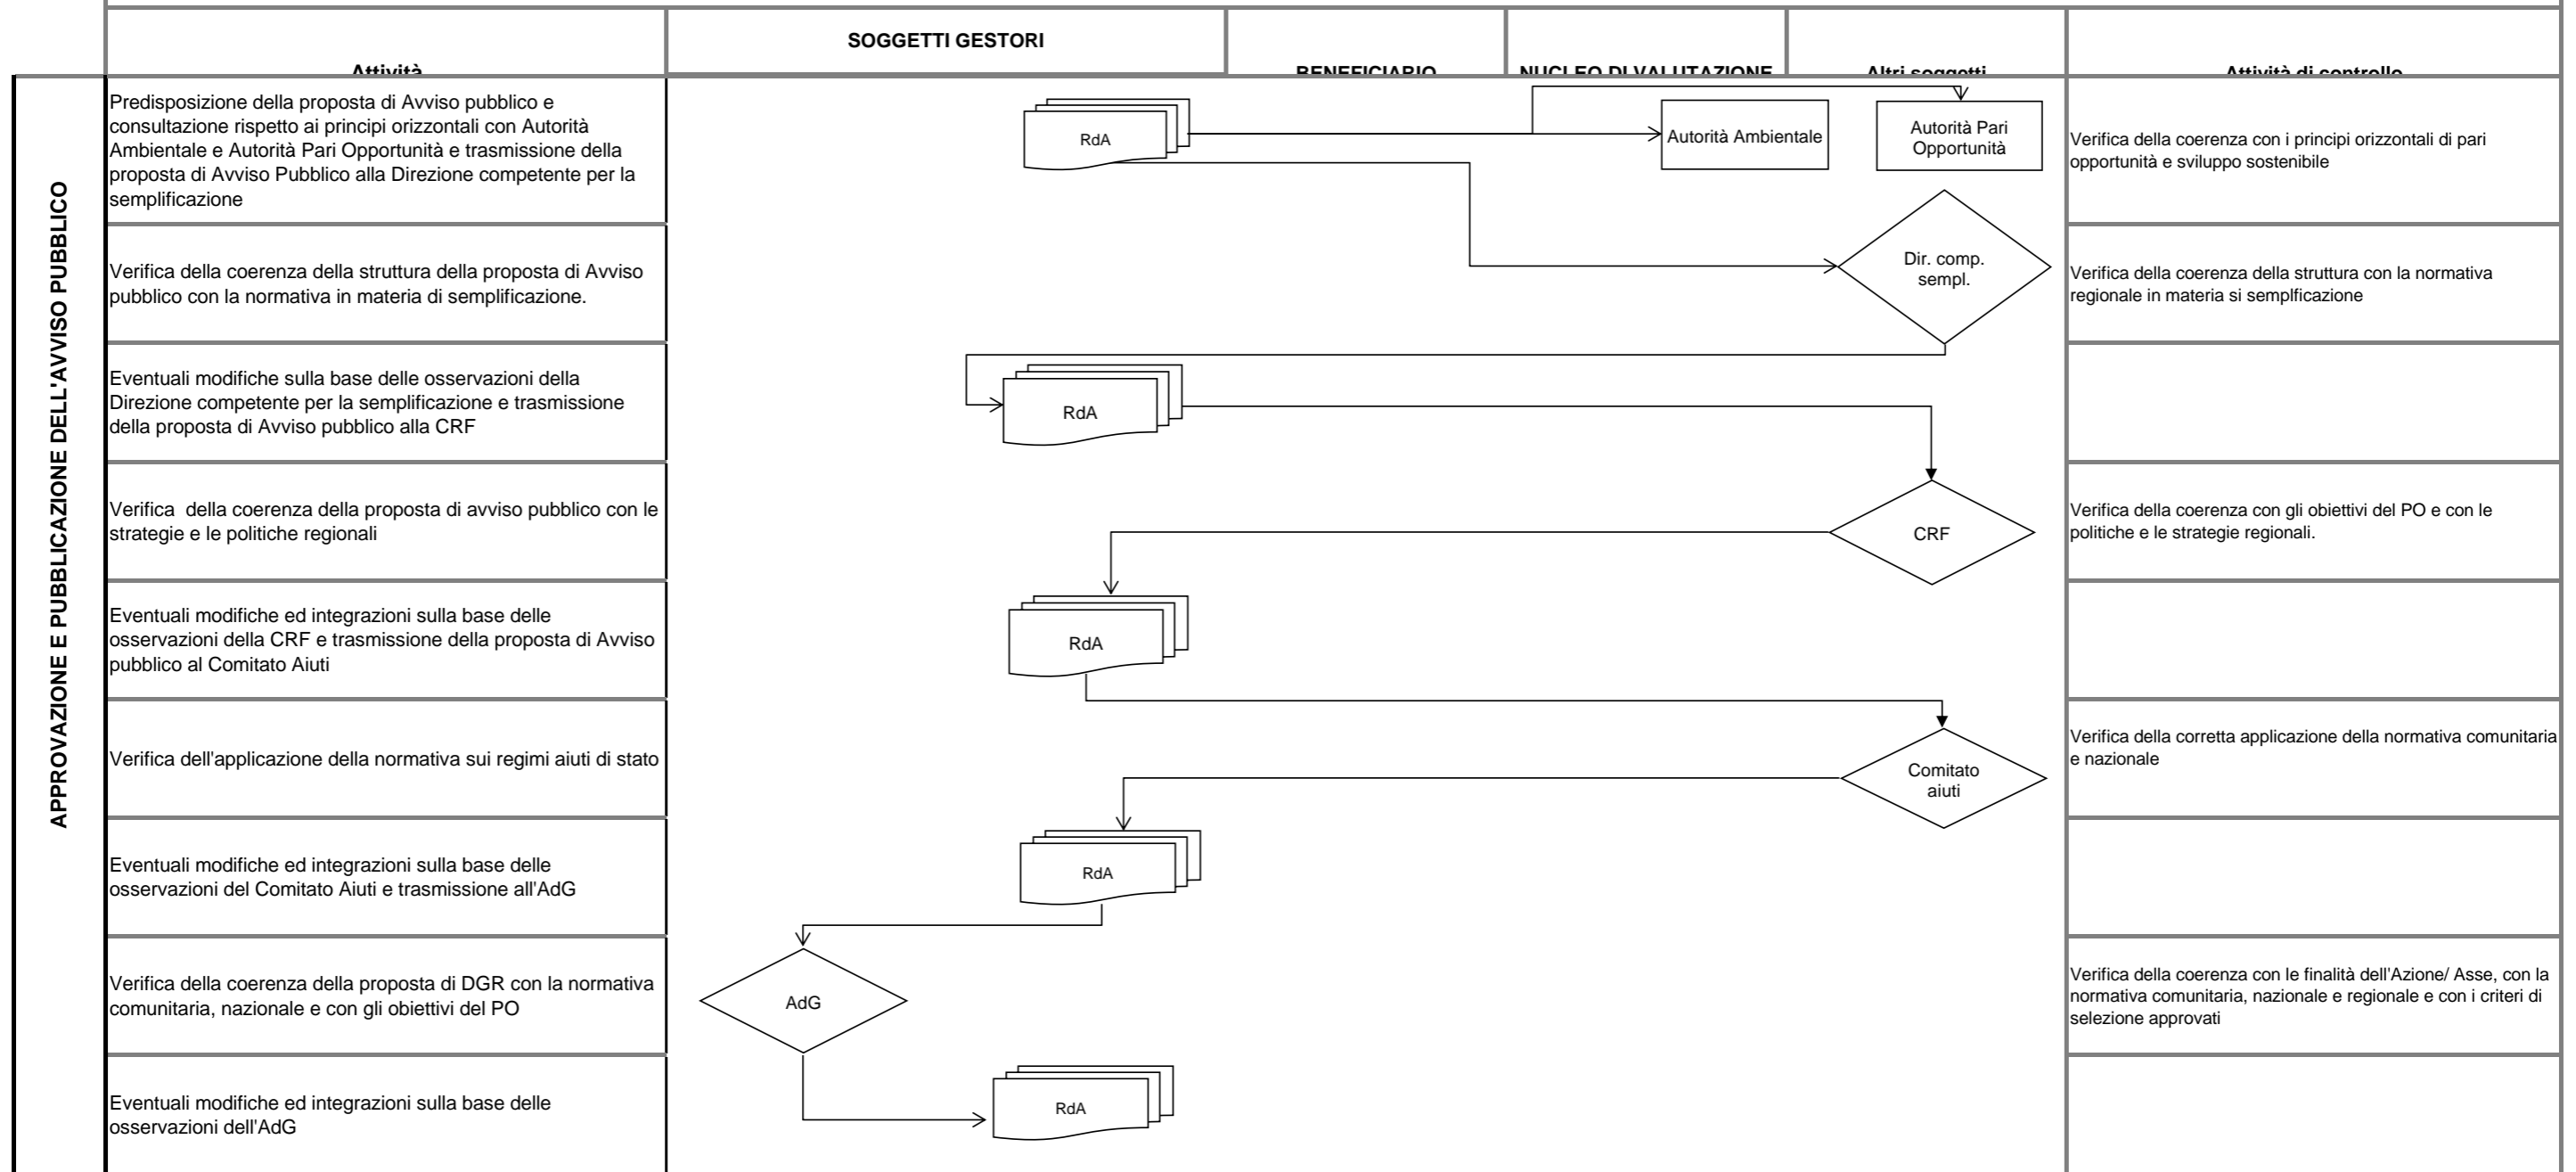 SOGGETTI GESTORI
Attività
BENEFICIARIO
NUCLEO DI VALUTAZIONE
Altri soggetti
Attività di controllo
APPROVAZIONE E PUBBLICAZIONE DELL'AVVISO PUBBLICO
Predisposizione della proposta di Avviso pubblico e
consultazione rispetto ai principi orizzontali con Autorità
Ambientale e Autorità Pari Opportunità e trasmissione della
proposta di Avviso Pubblico alla Direzione competente per la
semplificazione
RdA
Autorità Ambientale
Autorità Pari
Opportunità
Verifica della coerenza con i principi orizzontali di pari
opportunità e sviluppo sostenibile
Verifica della coerenza della struttura della proposta di Avviso
pubblico con la normativa in materia di semplificazione.
Dir. comp.
sempl.
Verifica della coerenza della struttura con la normativa
regionale in materia si semplficazione
Eventuali modifiche sulla base delle osservazioni della
Direzione competente per la semplificazione e trasmissione
della proposta di Avviso pubblico alla CRF
RdA
Verifica  della coerenza della proposta di avviso pubblico con le
strategie e le politiche regionali
CRF
Verifica della coerenza con gli obiettivi del PO e con le
politiche e le strategie regionali.
Eventuali modifiche ed integrazioni sulla base delle
osservazioni della CRF e trasmissione della proposta di Avviso
pubblico al Comitato Aiuti
RdA
Verifica dell'applicazione della normativa sui regimi aiuti di stato
Comitato
aiuti
Verifica della corretta applicazione della normativa comunitaria
e nazionale
Eventuali modifiche ed integrazioni sulla base delle
osservazioni del Comitato Aiuti e trasmissione all'AdG
RdA
Verifica della coerenza della proposta di DGR con la normativa
comunitaria, nazionale e con gli obiettivi del PO
AdG
Verifica della coerenza con le finalità dell'Azione/ Asse, con la
normativa comunitaria, nazionale e regionale e con i criteri di
selezione approvati
Eventuali modifiche ed integrazioni sulla base delle
osservazioni dell'AdG
RdA